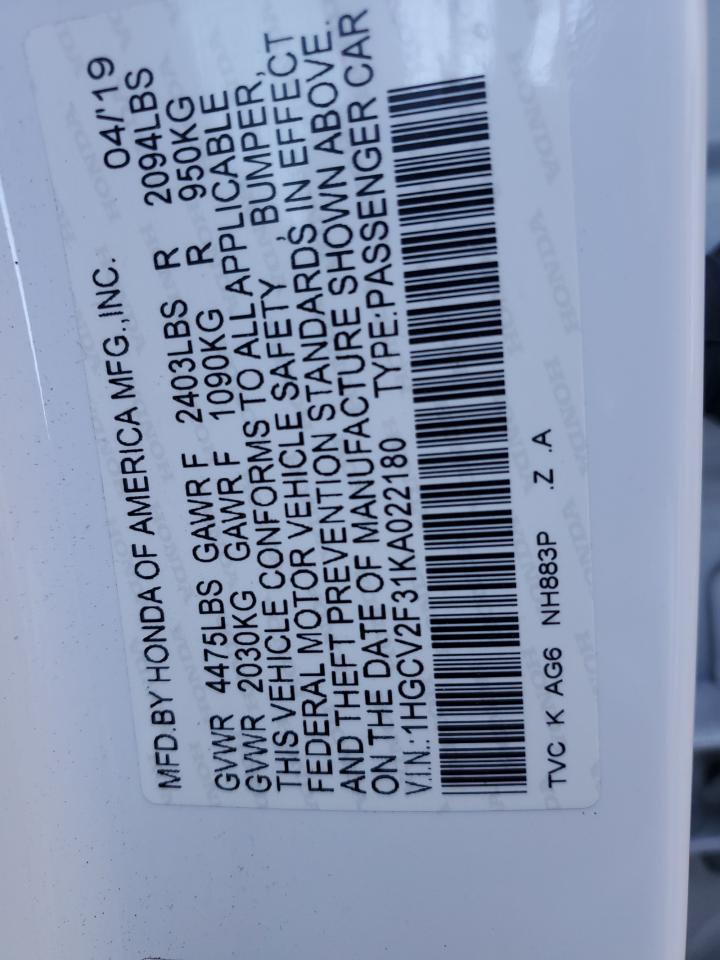 MFD.BY HONDA OF AMERICA MFG.,INC. 04/'19
GVWR 4475LBS GAWR F 2403LBS R 2094LBS
GVWR 2030KG GAWR F 1090KG R 950KG
THIS VEHICLE CONFORMS TO ALL APPLICABLE
FEDERAL MOTOR VEHICLE SAFETY, BUMPER,
AND THEFT PREVENTION STANDARDS IN EFFECT
ON THE DATE OF MANUFACTURE SHOWN ABOVE.
V.I.N.:1HGCV2F31KA022180 TYPE:PASSENGER CAR
TVC K AG6 NH883P .Z .A